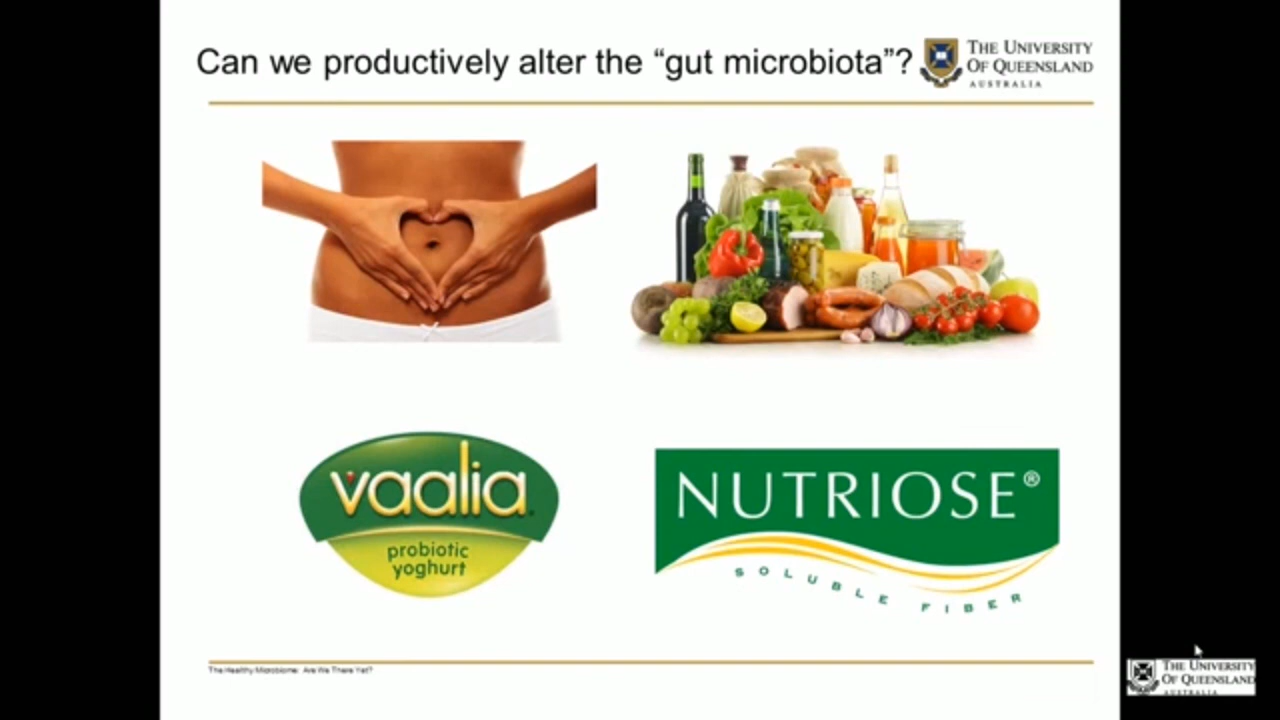 Can we productively alter the “gut microbiota”?
THE UNIVERSITY
OF QUEENSLAND
AUSTRALIA
vaalia
probiotic
yoghurt
NUTRIOSE®
SOLUBLE FIBER
The Healthy Microbiome: Are We There Yet?
THE UNIVERSITY
OF QUEENSLAND
AUSTRALIA